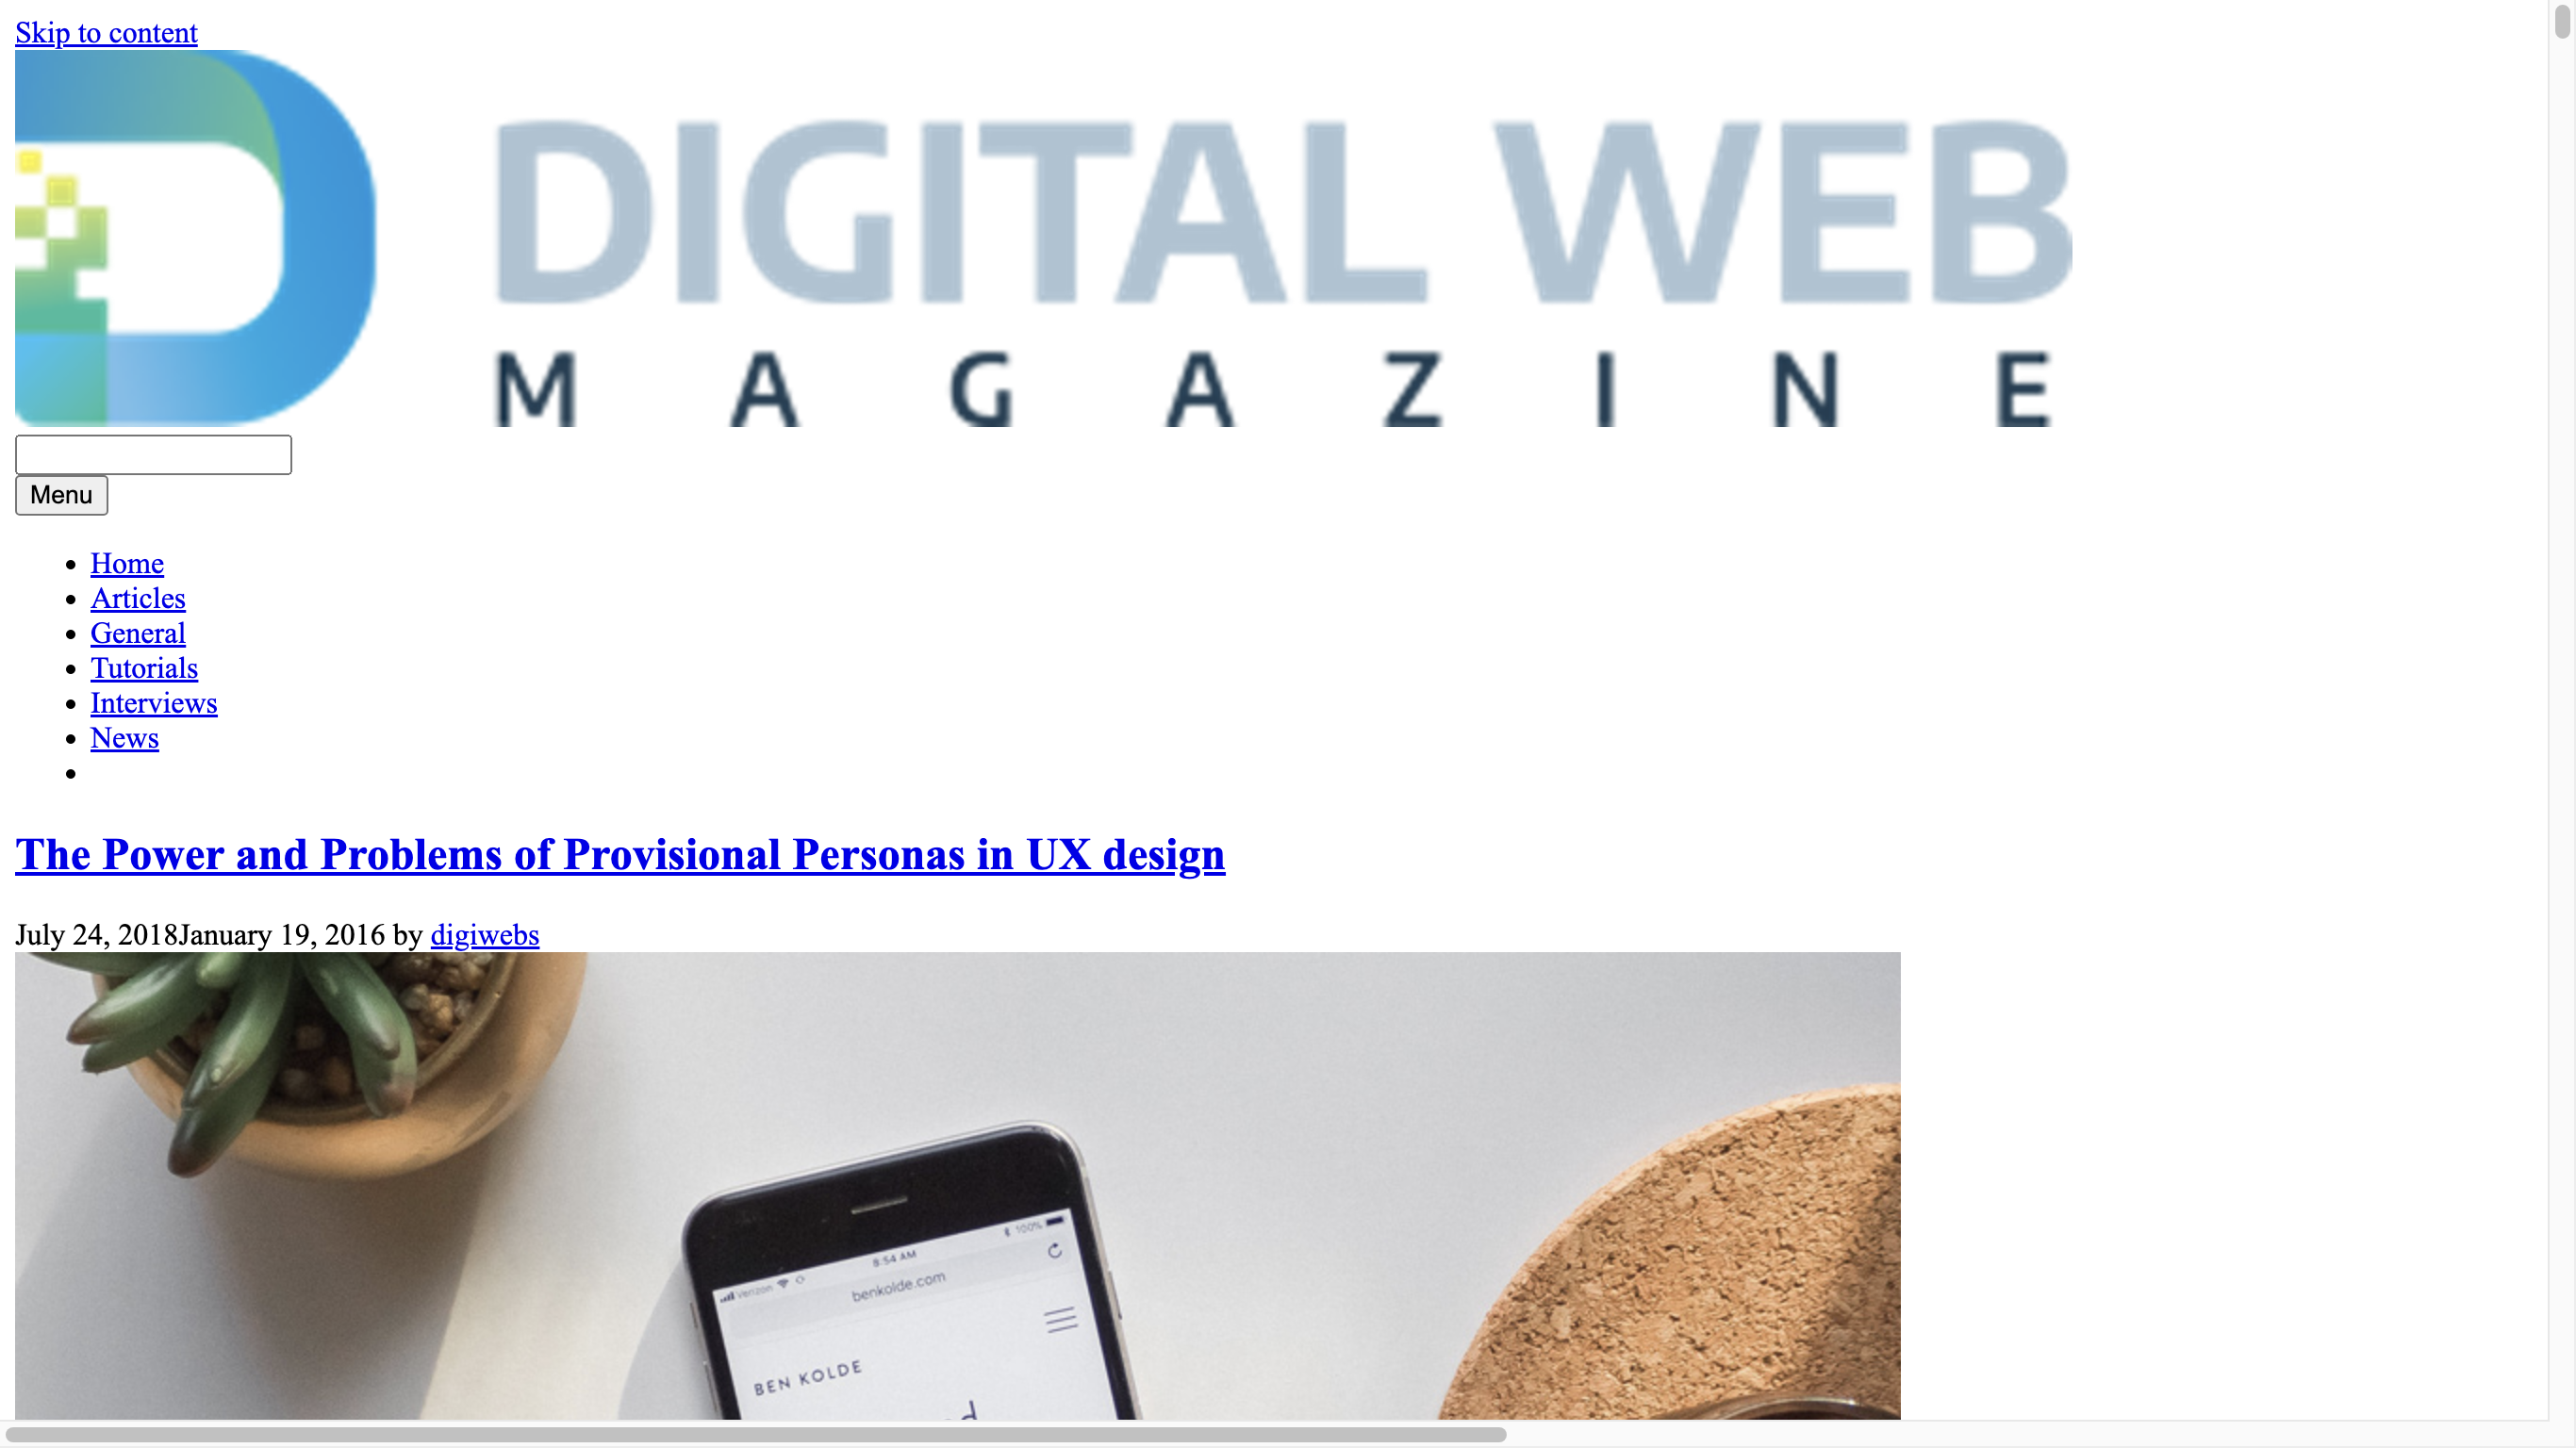 Skip to content
DIGITAL WEB
MAGAZINE
Menu
Home
Articles
General
Tutorials
Interviews
News
The Power and Problems of Provisional Personas in UX design
July 24, 2018January 19, 2016 by digiwebs
Verizon 8:54 AM 100%
benkolde.com
BEN KOLDE